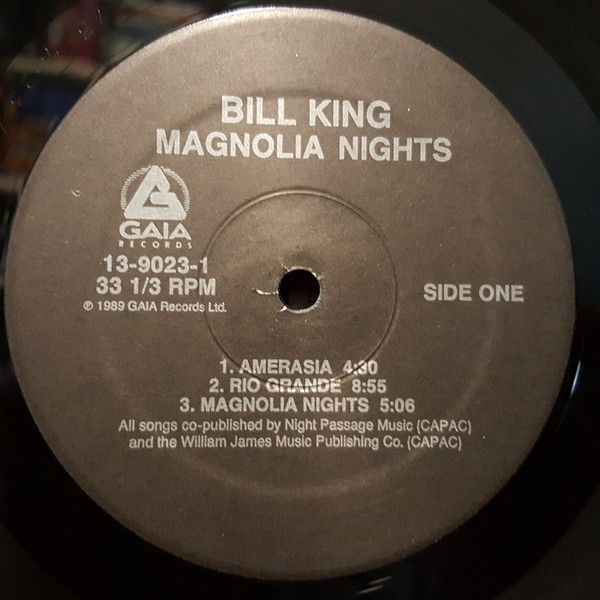 BILL KING
MAGNOLIA NIGHTS
GAIA
RECORDS
13-9023-1
33 1/3 RPM
℗ 1989 GAIA Records Ltd.
SIDE ONE
1. AMERASIA 4:30
2. RIO GRANDE 8:55
3. MAGNOLIA NIGHTS 5:06
All songs co-published by Night Passage Music (CAPAC)
and the William James Music Publishing Co. (CAPAC)